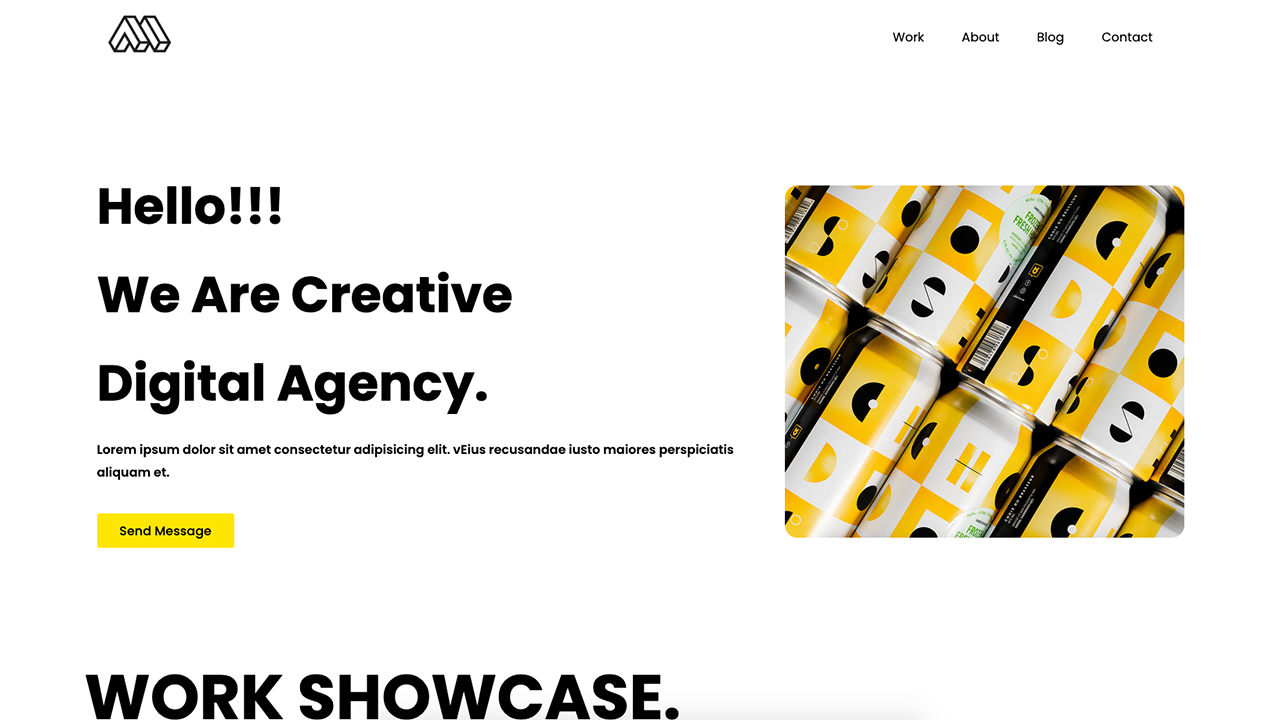 Work About Blog Contact
Hello!!!
We Are Creative
Digital Agency.
Lorem ipsum dolor sit amet consectetur adipisicing elit. vEius recusandae iusto maiores perspiciatis
aliquam et.
Send Message
WORK SHOWCASE.